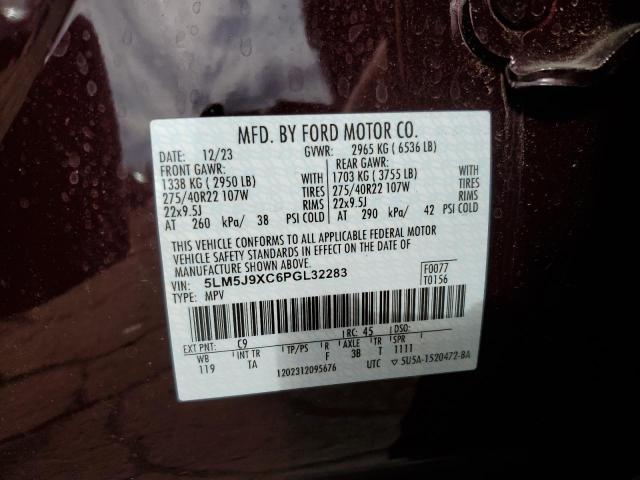 MFD. BY FORD MOTOR CO.
DATE: 12/23 GVWR: 2965 KG ( 6536 LB)
FRONT GAWR: REAR GAWR:
1338 KG ( 2950 LB) WITH 1703 KG ( 3755 LB) WITH
275/40R22 107W TIRES 275/40R22 107W TIRES
22x9.5J RIMS 22x9.5J RIMS
AT 260 kPa/ 38 PSI COLD AT 290 kPa/ 42 PSI COLD
THIS VEHICLE CONFORMS TO ALL APPLICABLE FEDERAL MOTOR
VEHICLE SAFETY STANDARDS IN EFFECT ON THE DATE OF
MANUFACTURE SHOWN ABOVE.
VIN: 5LM5J9XC6PGL32283 F0077
TYPE: MPV T0156
EXT PNT: C9 RC: 45 DSO:
WB INT TR TP/PS R AXLE TR SPR
119 TA F 3B T 1111
1202312095676 UTC ▽ 5U5A-1520472-BA